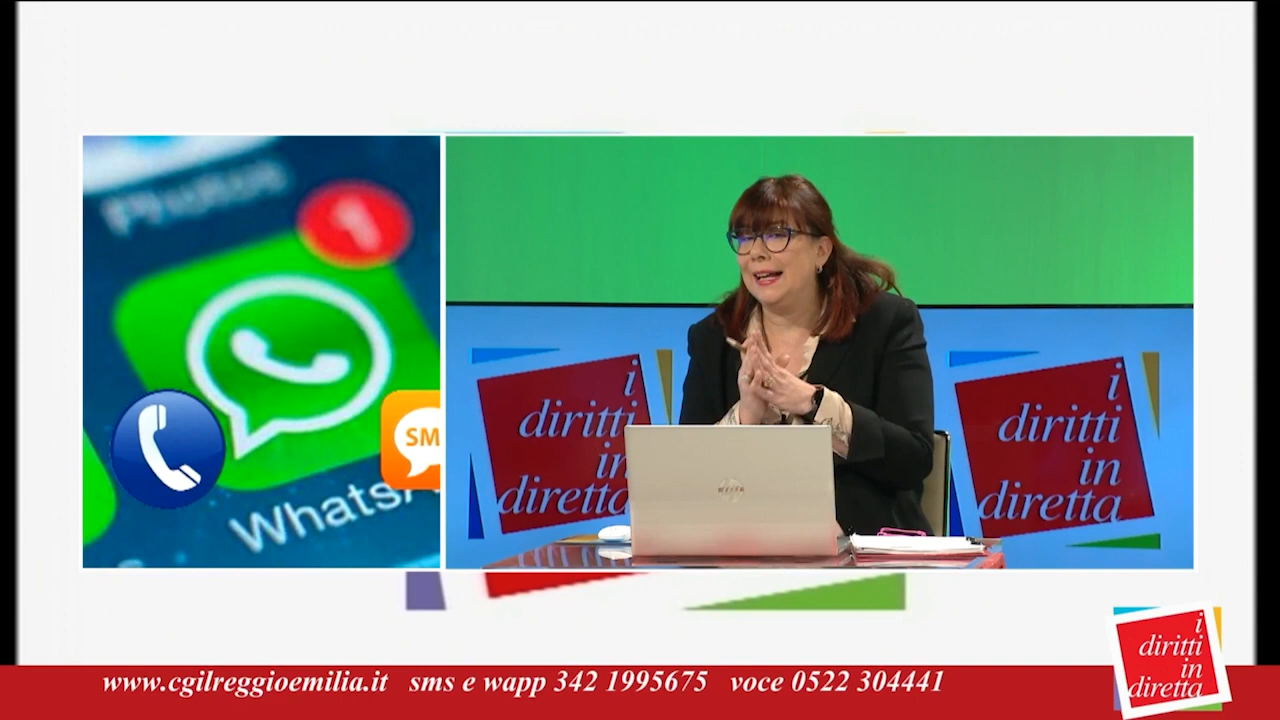 Photos
1
WhatsA
SM
i
diritti
in
diretta
i
diritti
in
diretta
www.cgilreggioemilia.it sms e wapp 342 1995675 voce 0522 304441
i
diritti
in
diretta